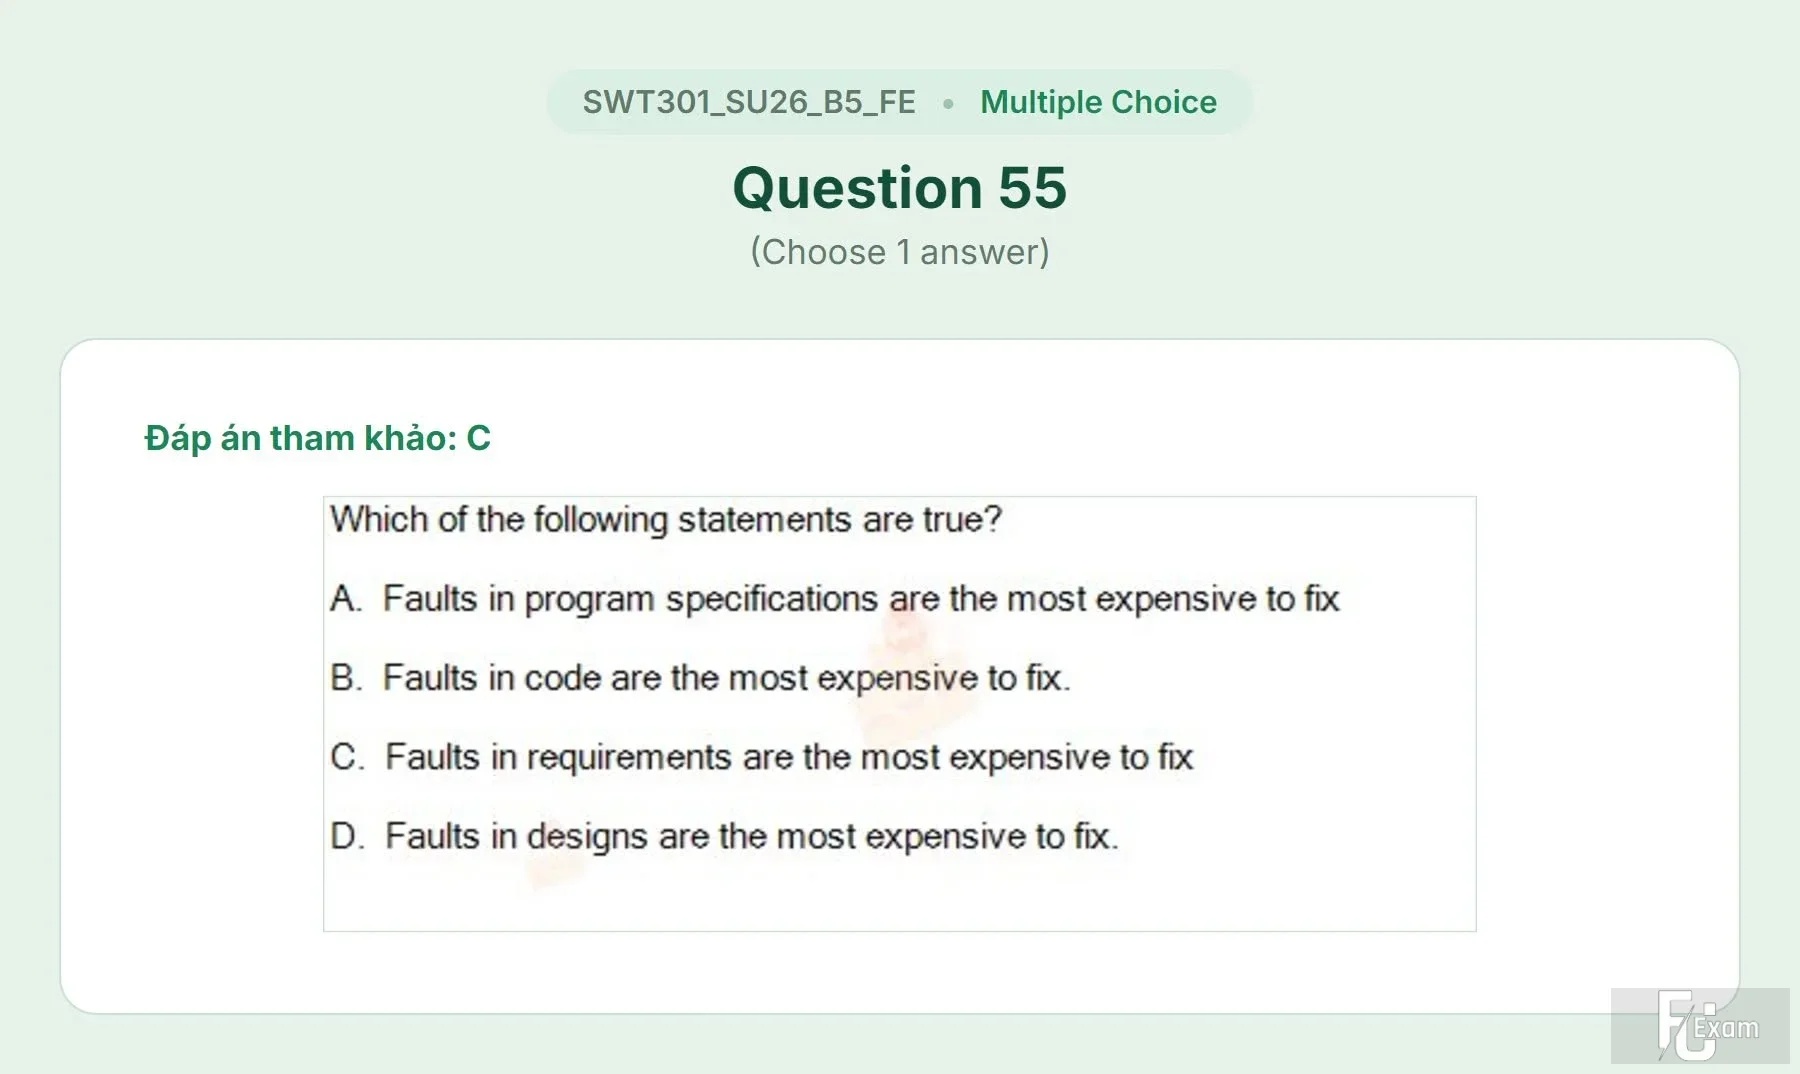 SWT301_SU26_B5_FE • Multiple Choice
Question 55
(Choose 1 answer)
Đáp án tham khảo: C
Which of the following statements are true?
A. Faults in program specifications are the most expensive to fix
B. Faults in code are the most expensive to fix.
C. Faults in requirements are the most expensive to fix
D. Faults in designs are the most expensive to fix.
FU Exam